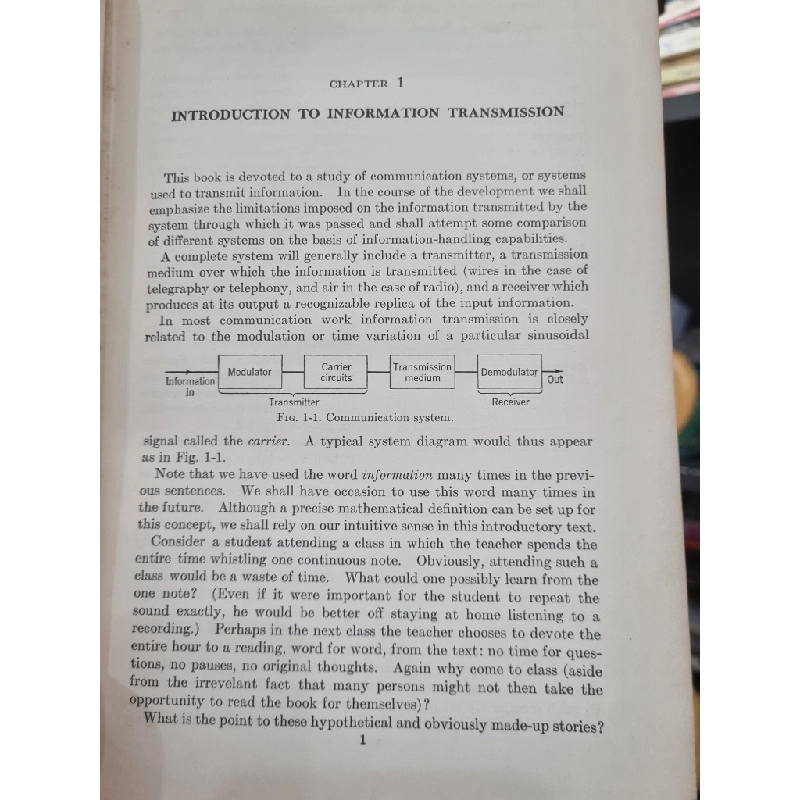 CHAPTER 1
INTRODUCTION TO INFORMATION TRANSMISSION
This book is devoted to a study of communication systems, or systems
used to transmit information. In the course of the development we shall
emphasize the limitations imposed on the information transmitted by the
system through which it was passed and shall attempt some comparison
of different systems on the basis of information-handling capabilities.
A complete system will generally include a transmitter, a transmission
medium over which the information is transmitted (wires in the case of
telegraphy or telephony, and air in the case of radio), and a receiver which
produces at its output a recognizable replica of the input information.
In most communication work information transmission is closely
related to the modulation or time variation of a particular sinusoidal
Information
in
Modulator
Carrier
circuits
Transmission
medium
Demodulator
Out
Transmitter
Receiver
FIG. 1-1. Communication system.
signal called the carrier. A typical system diagram would thus appear
as in Fig. 1-1.
Note that we have used the word information many times in the previ-
ous sentences. We shall have occasion to use this word many times in
the future. Although a precise mathematical definition can be set up for
this concept, we shall rely on our intuitive sense in this introductory text.
Consider a student attending a class in which the teacher spends the
entire time whistling one continuous note. Obviously, attending such a
class would be a waste of time. What could one possibly learn from the
one note? (Even if it were important for the student to repeat the
sound exactly, he would be better off staying at home listening to a
recording.) Perhaps in the next class the teacher chooses to devote the
entire hour to a reading, word for word, from the text: no time for ques-
tions, no pauses, no original thoughts. Again why come to class (aside
from the irrevelant fact that many persons might not then take the
opportunity to read the book for themselves)?
What is the point to these hypothetical and obviously made-up stories?
1